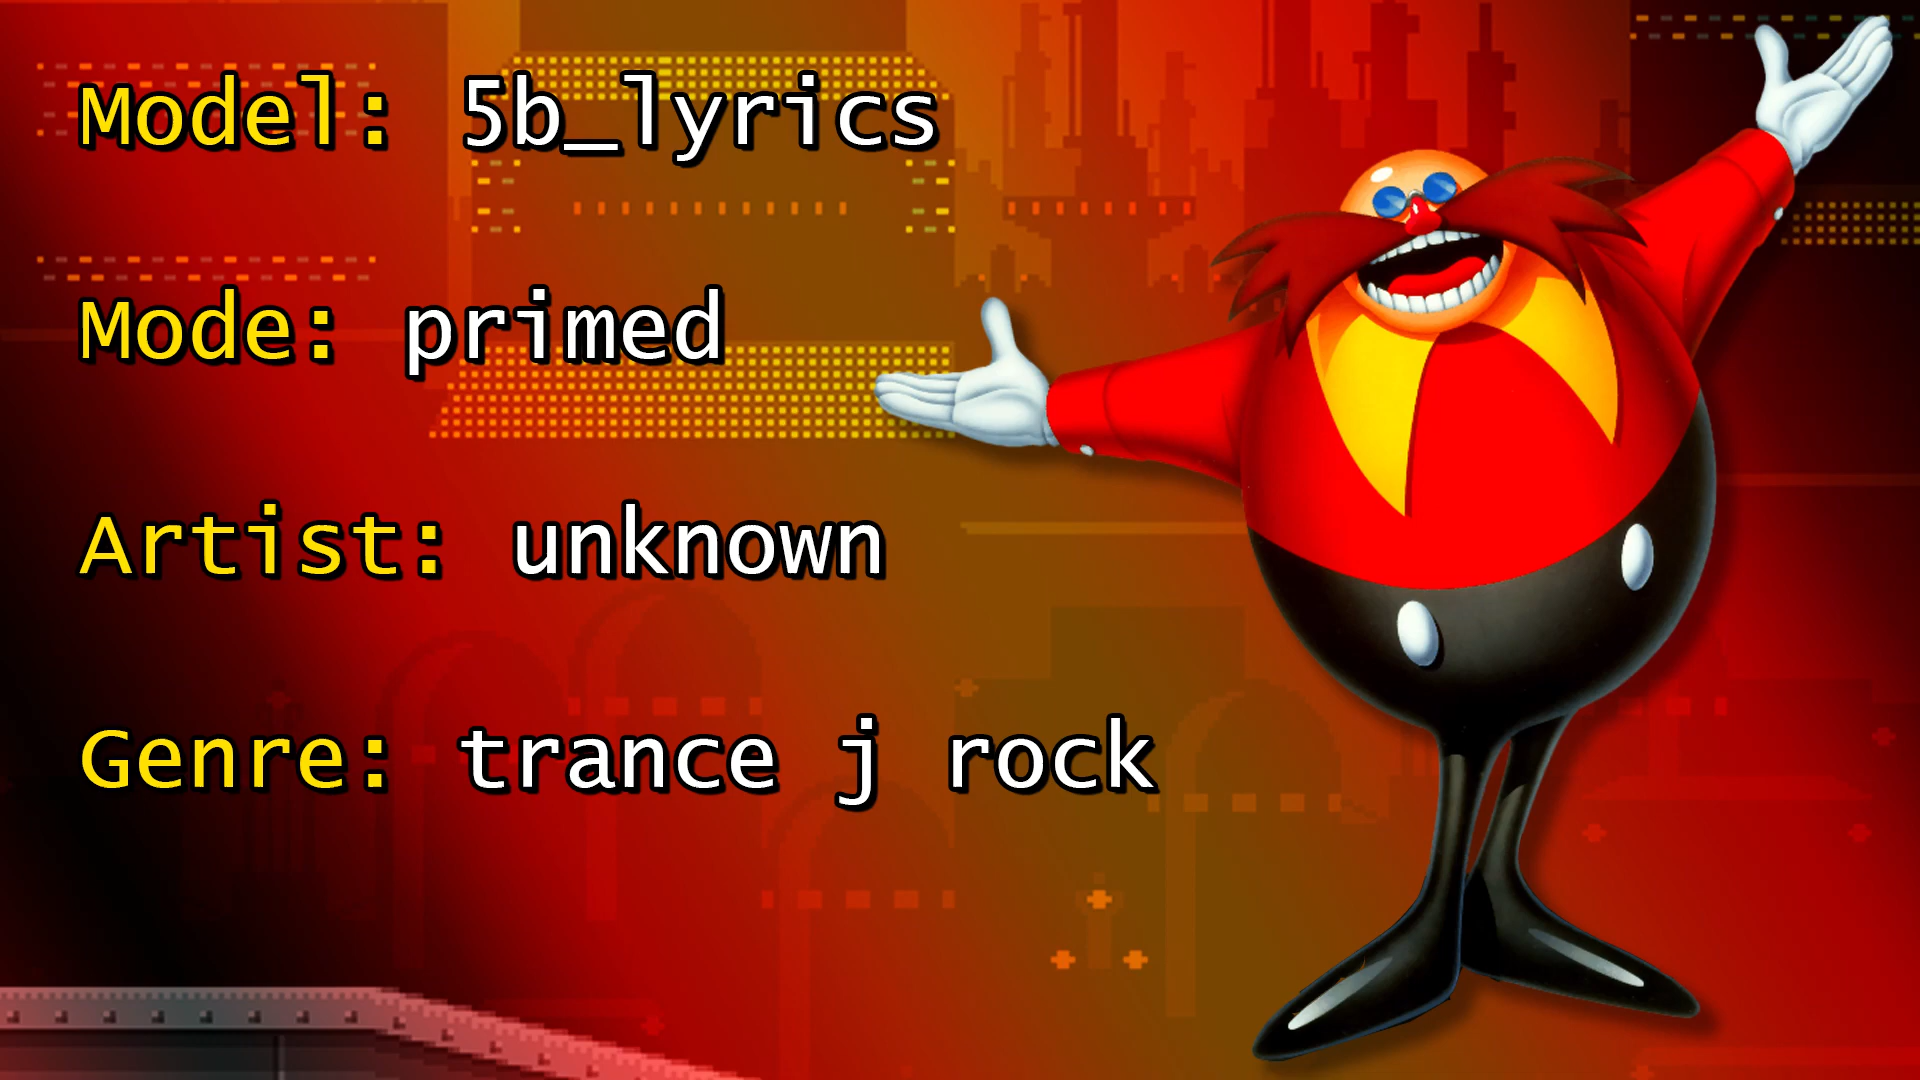 Model: 5b_lyrics
Mode: primed
Artist: unknown
Genre: trance j rock